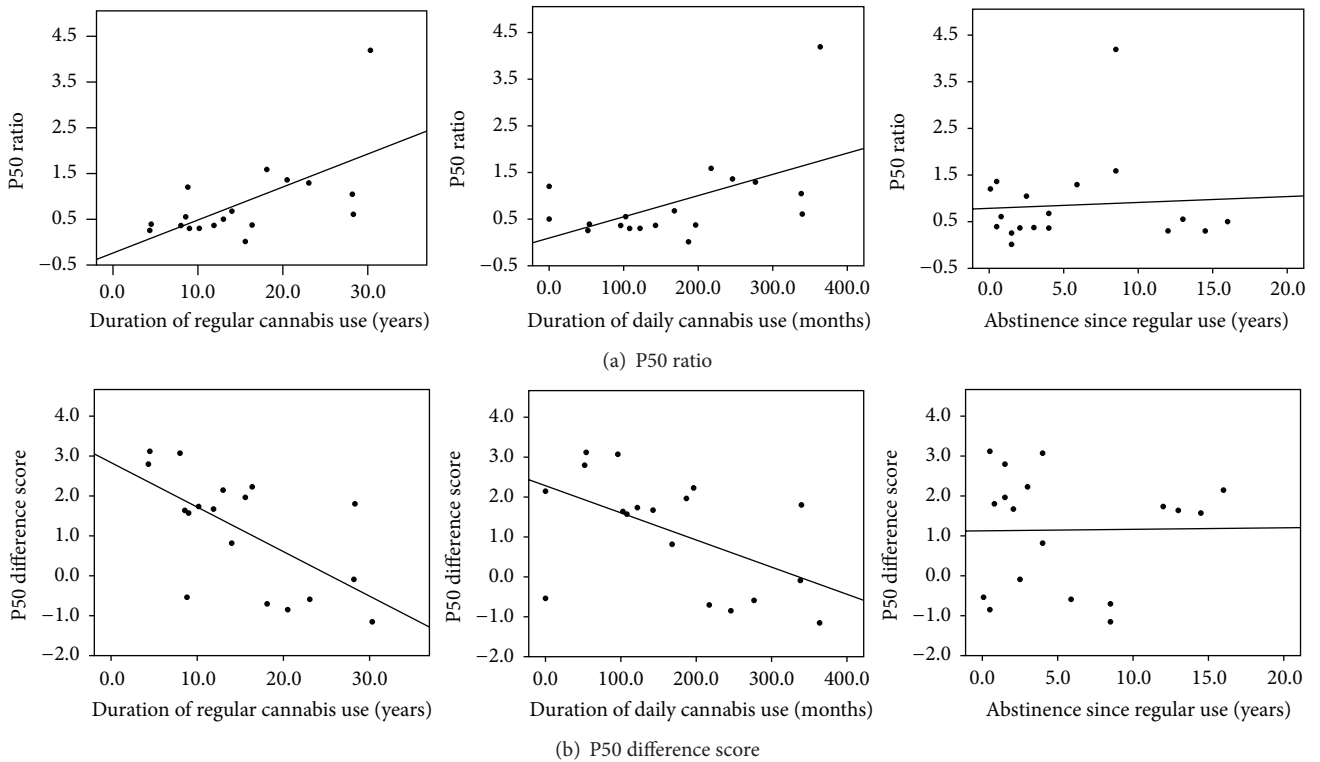 P50 ratio
4.5
3.5
2.5
1.5
0.5
−0.5
0.0 10.0 20.0 30.0
Duration of regular cannabis use (years)
P50 ratio
4.5
3.5
2.5
1.5
0.5
−0.5
0.0 100.0 200.0 300.0 400.0
Duration of daily cannabis use (months)
P50 ratio
4.5
3.5
2.5
1.5
0.5
−0.5
0.0 5.0 10.0 15.0 20.0
Abstinence since regular use (years)
(a) P50 ratio
P50 difference score
4.0
3.0
2.0
1.0
0.0
−1.0
−2.0
0.0 10.0 20.0 30.0
Duration of regular cannabis use (years)
P50 difference score
4.0
3.0
2.0
1.0
0.0
−1.0
−2.0
0.0 100.0 200.0 300.0 400.0
Duration of daily cannabis use (months)
P50 difference score
4.0
3.0
2.0
1.0
0.0
−1.0
−2.0
0.0 5.0 10.0 15.0 20.0
Abstinence since regular use (years)
(b) P50 difference score